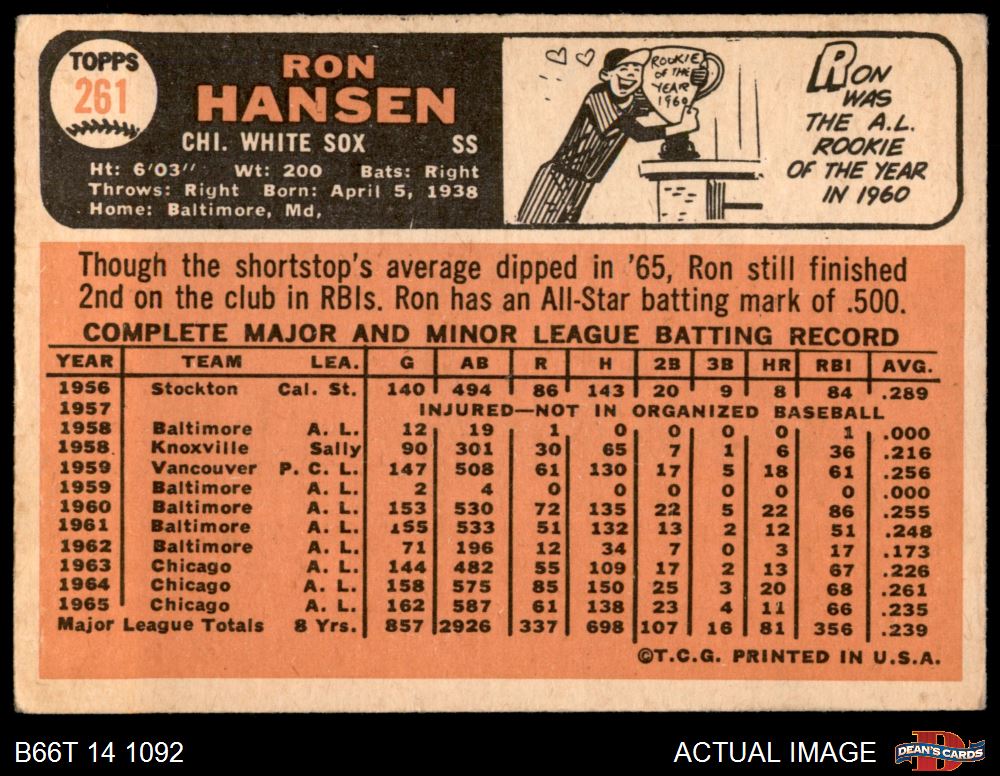 TOPPS
261
RON
HANSEN
CHI. WHITE SOX SS
Ht: 6'03" Wt: 200 Bats: Right
Throws: Right Born: April 5, 1938
Home: Baltimore, Md,
ROOKIE
OF THE
YEAR
1960
RON
WAS
THE A.L.
ROOKIE
OF THE YEAR
IN 1960
Though the shortstop's average dipped in '65, Ron still finished
2nd on the club in RBIs. Ron has an All-Star batting mark of .500.
COMPLETE MAJOR AND MINOR LEAGUE BATTING RECORD
YEAR TEAM LEA. G AB R H 2B 3B HR RBI AVG.
1956 Stockton Cal. St. 140 494 86 143 20 9 8 84 .289
1957 INJURED—NOT IN ORGANIZED BASEBALL
1958 Baltimore A. L. 12 19 1 0 0 0 0 1 .000
1958 Knoxville Sally 90 301 30 65 7 1 6 36 .216
1959 Vancouver P. C. L. 147 508 61 130 17 5 18 61 .256
1959 Baltimore A. L. 2 4 0 0 0 0 0 0 .000
1960 Baltimore A. L. 153 530 72 135 22 5 22 86 .255
1961 Baltimore A. L. 155 533 51 132 13 2 12 51 .248
1962 Baltimore A. L. 71 196 12 34 7 0 3 17 .173
1963 Chicago A. L. 144 482 55 109 17 2 13 67 .226
1964 Chicago A. L. 158 575 85 150 25 3 20 68 .261
1965 Chicago A. L. 162 587 61 138 23 4 11 66 .235
Major League Totals 8 Yrs. 857 2926 337 698 107 16 81 356 .239
©T.C.G. PRINTED IN U.S.A.
B66T 14 1092
ACTUAL IMAGE
D
DEAN'S CARDS